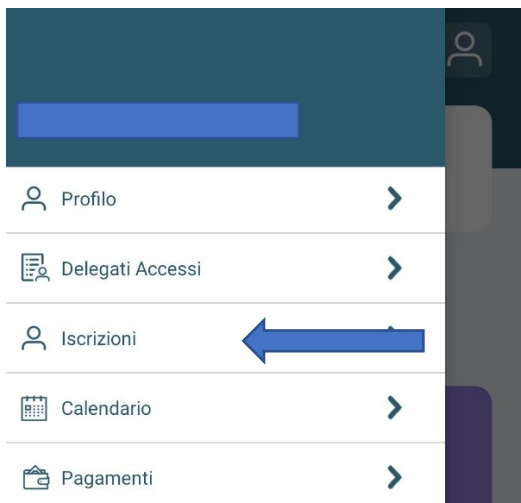 Profilo
Delegati Accessi
Iscrizioni
Calendario
Pagamenti